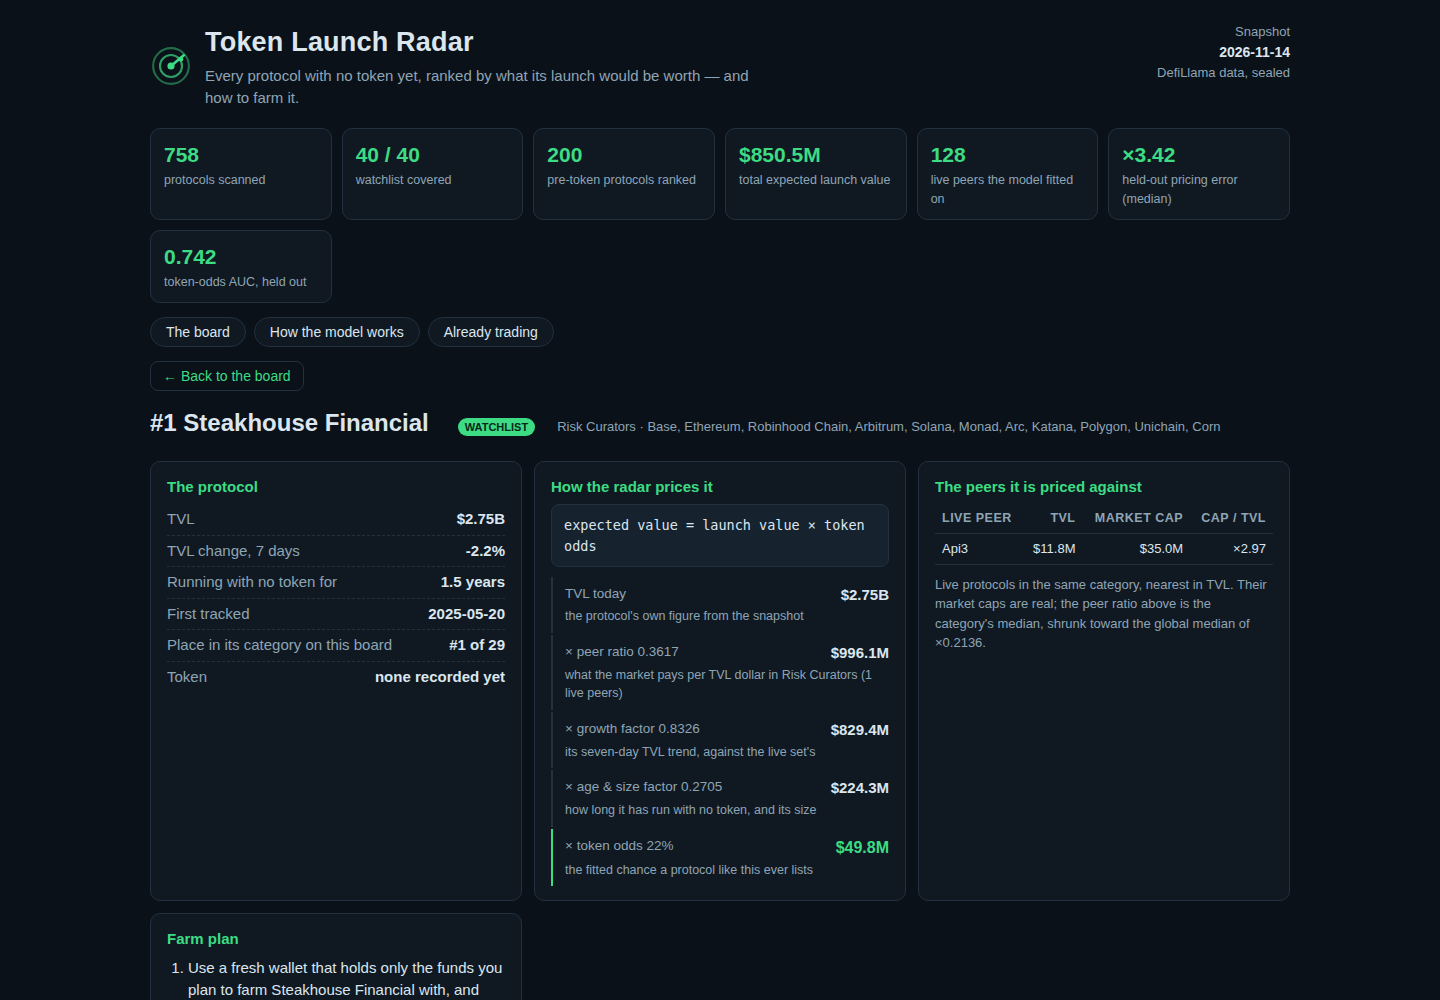 Token Launch Radar
Every protocol with no token yet, ranked by what its launch would be worth — and
how to farm it.
Snapshot
2026-11-14
DefiLlama data, sealed
758
protocols scanned
40 / 40
watchlist covered
200
pre-token protocols ranked
$850.5M
total expected launch value
128
live peers the model fitted
on
×3.42
held-out pricing error
(median)
0.742
token-odds AUC, held out
The board
How the model works
Already trading
← Back to the board
#1 Steakhouse Financial
WATCHLIST
Risk Curators · Base, Ethereum, Robinhood Chain, Arbitrum, Solana, Monad, Arc, Katana, Polygon, Unichain, Corn
The protocol
TVL $2.75B
TVL change, 7 days -2.2%
Running with no token for 1.5 years
First tracked 2025-05-20
Place in its category on this board #1 of 29
Token none recorded yet
How the radar prices it
expected value = launch value × token
odds
TVL today $2.75B
the protocol's own figure from the snapshot
× peer ratio 0.3617 $996.1M
what the market pays per TVL dollar in Risk Curators (1
live peers)
× growth factor 0.8326 $829.4M
its seven-day TVL trend, against the live set's
× age & size factor 0.2705 $224.3M
how long it has run with no token, and its size
× token odds 22% $49.8M
the fitted chance a protocol like this ever lists
The peers it is priced against
LIVE PEER TVL MARKET CAP CAP / TVL
Api3 $11.8M $35.0M ×2.97
Live protocols in the same category, nearest in TVL. Their
market caps are real; the peer ratio above is the
category's median, shrunk toward the global median of
×0.2136.
Farm plan
1. Use a fresh wallet that holds only the funds you
plan to farm Steakhouse Financial with, and